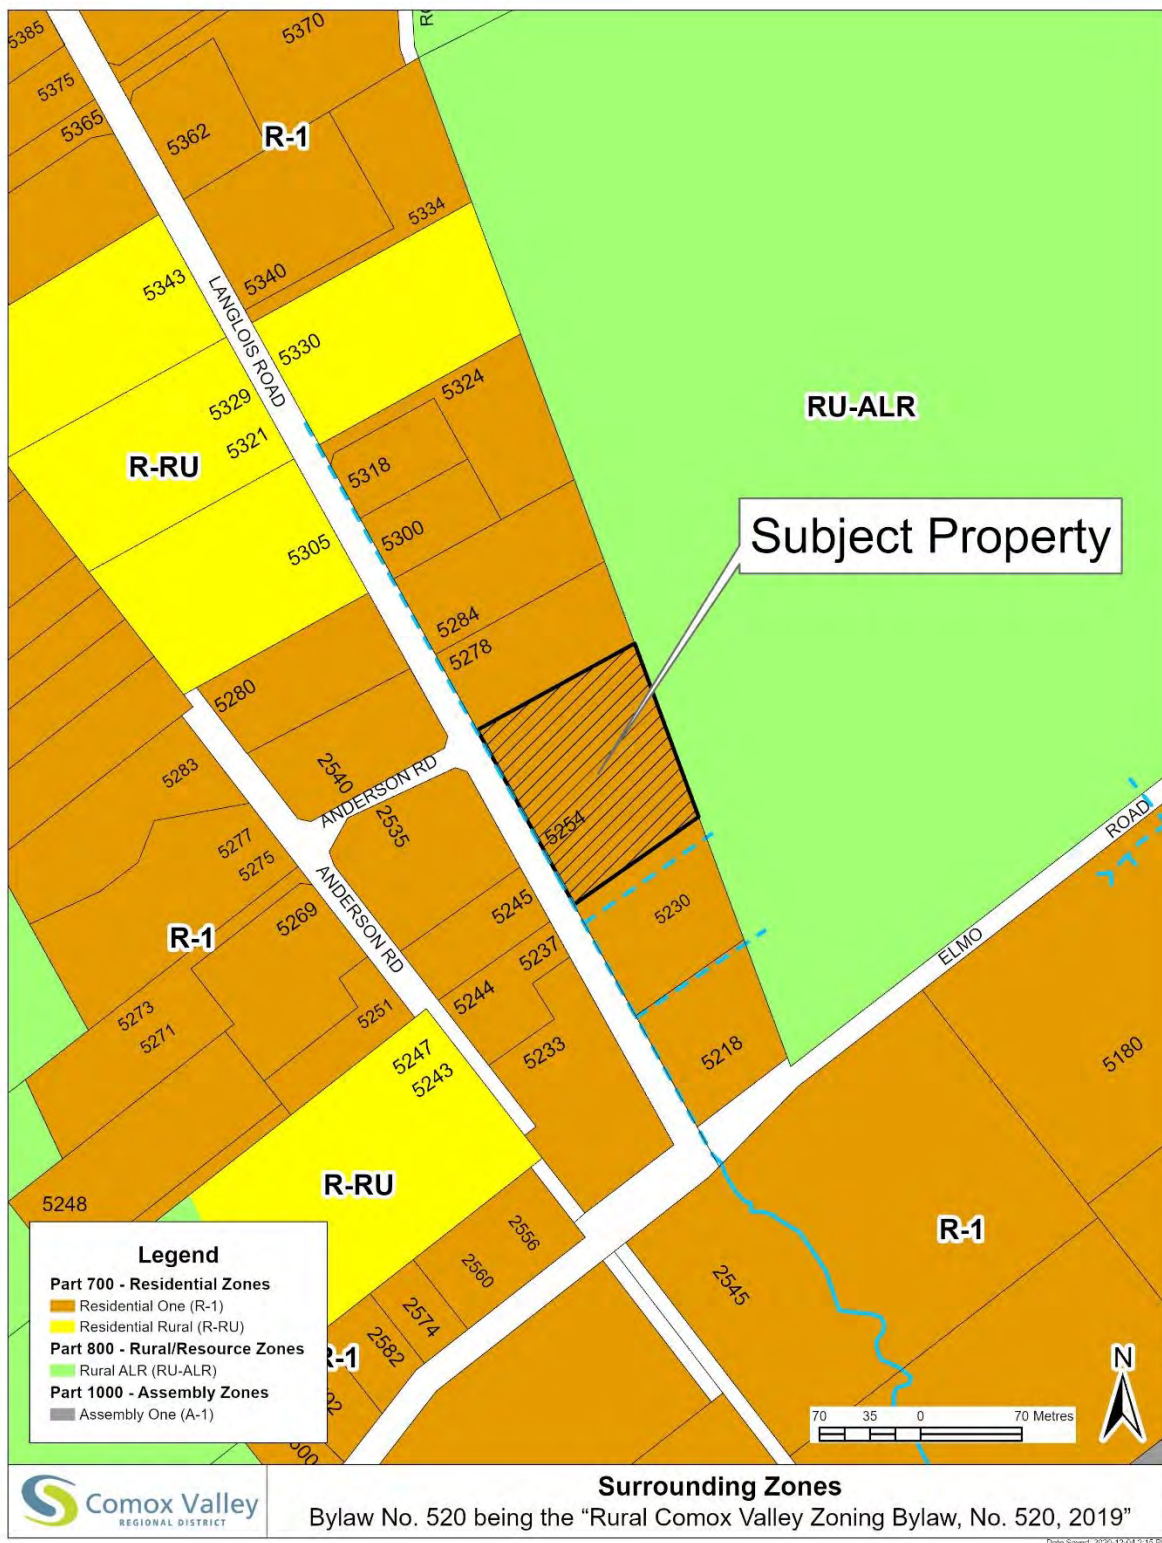 5385
5370
5375
5365
5362
R-1
5334
5340
5343
LANGLOIS ROAD
5330
5329
5324
5321
RU-ALR
R-RU
5318
Subject Property
5300
5305
5284
5278
5280
5283
2540
ANDERSON RD
2535
5254
5277
5275
ROAD
ANDERSON RD
5269
5245
5230
R-1
5237
ELMO
5273
5271
5244
5251
5233
5218
5180
5247
5243
R-RU
5248
2556
R-1
2560
2545
2574
2582
R-1
Legend
Part 700 - Residential Zones
Residential One (R-1)
Residential Rural (R-RU)
Part 800 - Rural/Resource Zones
Rural ALR (RU-ALR)
Part 1000 - Assembly Zones
Assembly One (A-1)
N
70 35 0 70 Metres
Comox Valley
REGIONAL DISTRICT
Surrounding Zones
Bylaw No. 520 being the “Rural Comox Valley Zoning Bylaw, No. 520, 2019”